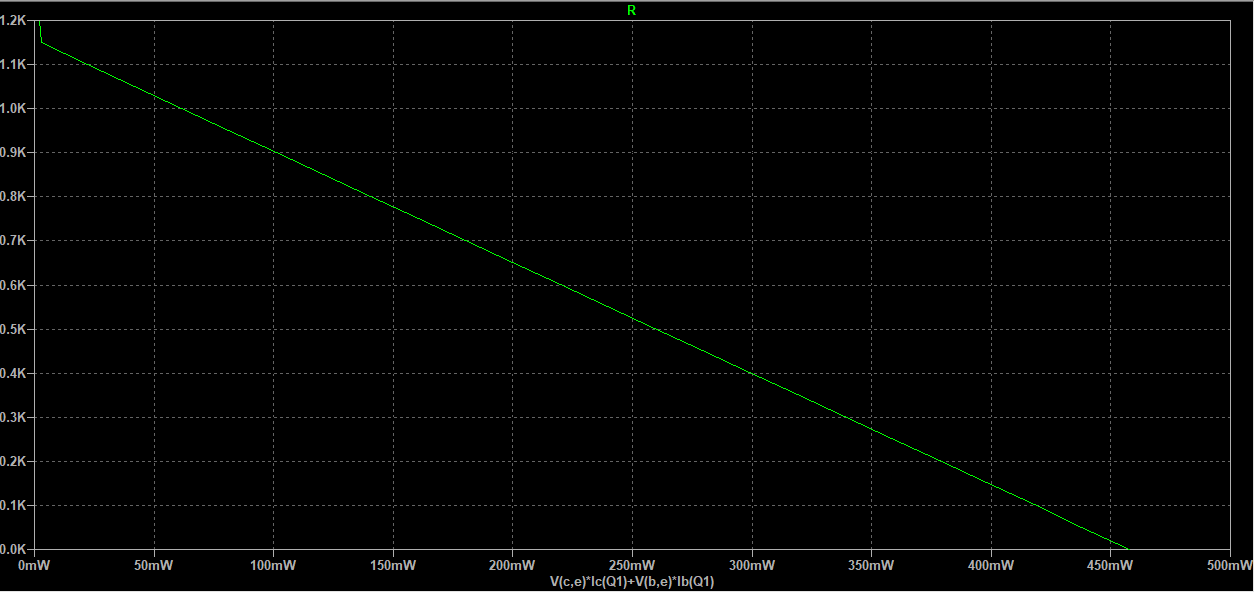 R
1.2K
1.1K
1.0K
0.9K
0.8K
0.7K
0.6K
0.5K
0.4K
0.3K
0.2K
0.1K
0.0K
0mW 50mW 100mW 150mW 200mW 250mW 300mW 350mW 400mW 450mW 500mW
V(c,e)*Ic(Q1)+V(b,e)*Ib(Q1)